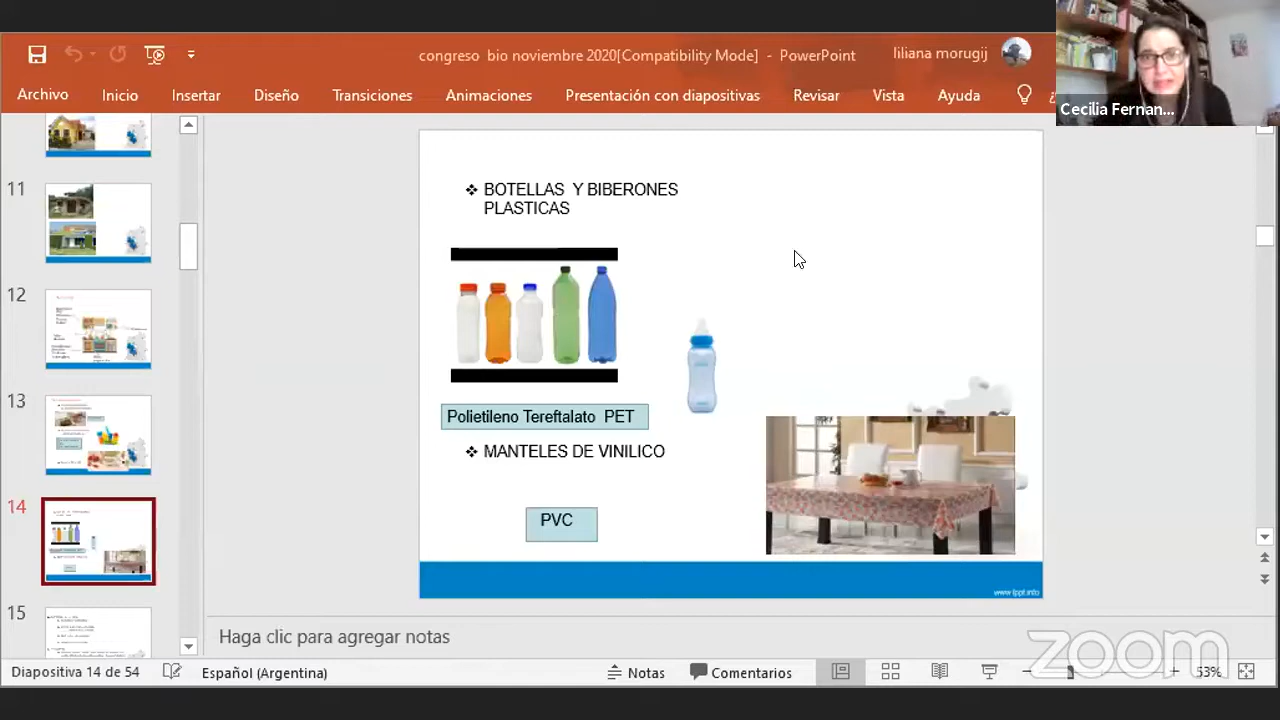 congreso bio noviembre 2020[Compatibility Mode] - PowerPoint
liliana morugij
Archivo Inicio Insertar Diseño Transiciones Animaciones Presentación con diapositivas Revisar Vista Ayuda
Cecilia Fernan...
11
12
13
14
15
❖ BOTELLAS Y BIBERONES
PLASTICAS
Polietileno Tereftalato PET
❖ MANTELES DE VINILICO
PVC
www.lppt.info
Haga clic para agregar notas
zoom
Diapositiva 14 de 54 Español (Argentina) Notas Comentarios 53%